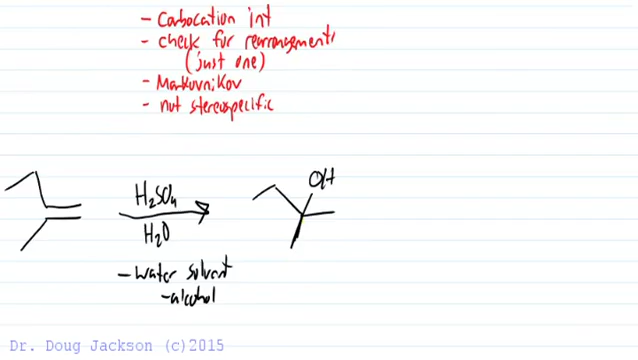 - Carbocation int
- check for rearrangements
(just one)
- Markovnikov
- not stereospecific
OH
H₂SO₄
H₂O
- water solvent
- alcohol
Dr. Doug Jackson (c)2015